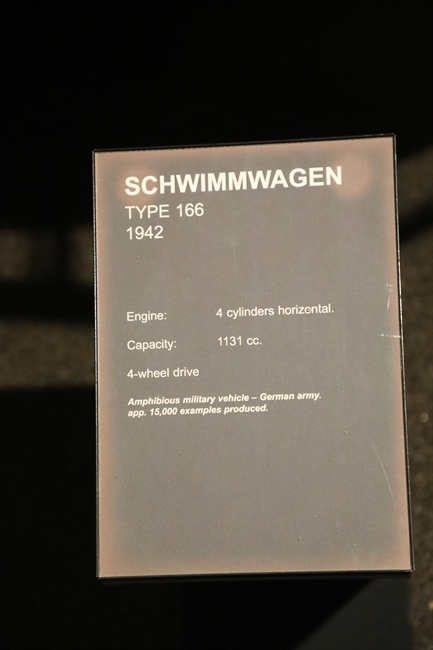 SCHWIMMWAGEN
TYPE 166
1942
Engine: 4 cylinders horizontal.
Capacity: 1131 cc.
4-wheel drive
Amphibious military vehicle – German army.
app. 15,000 examples produced.